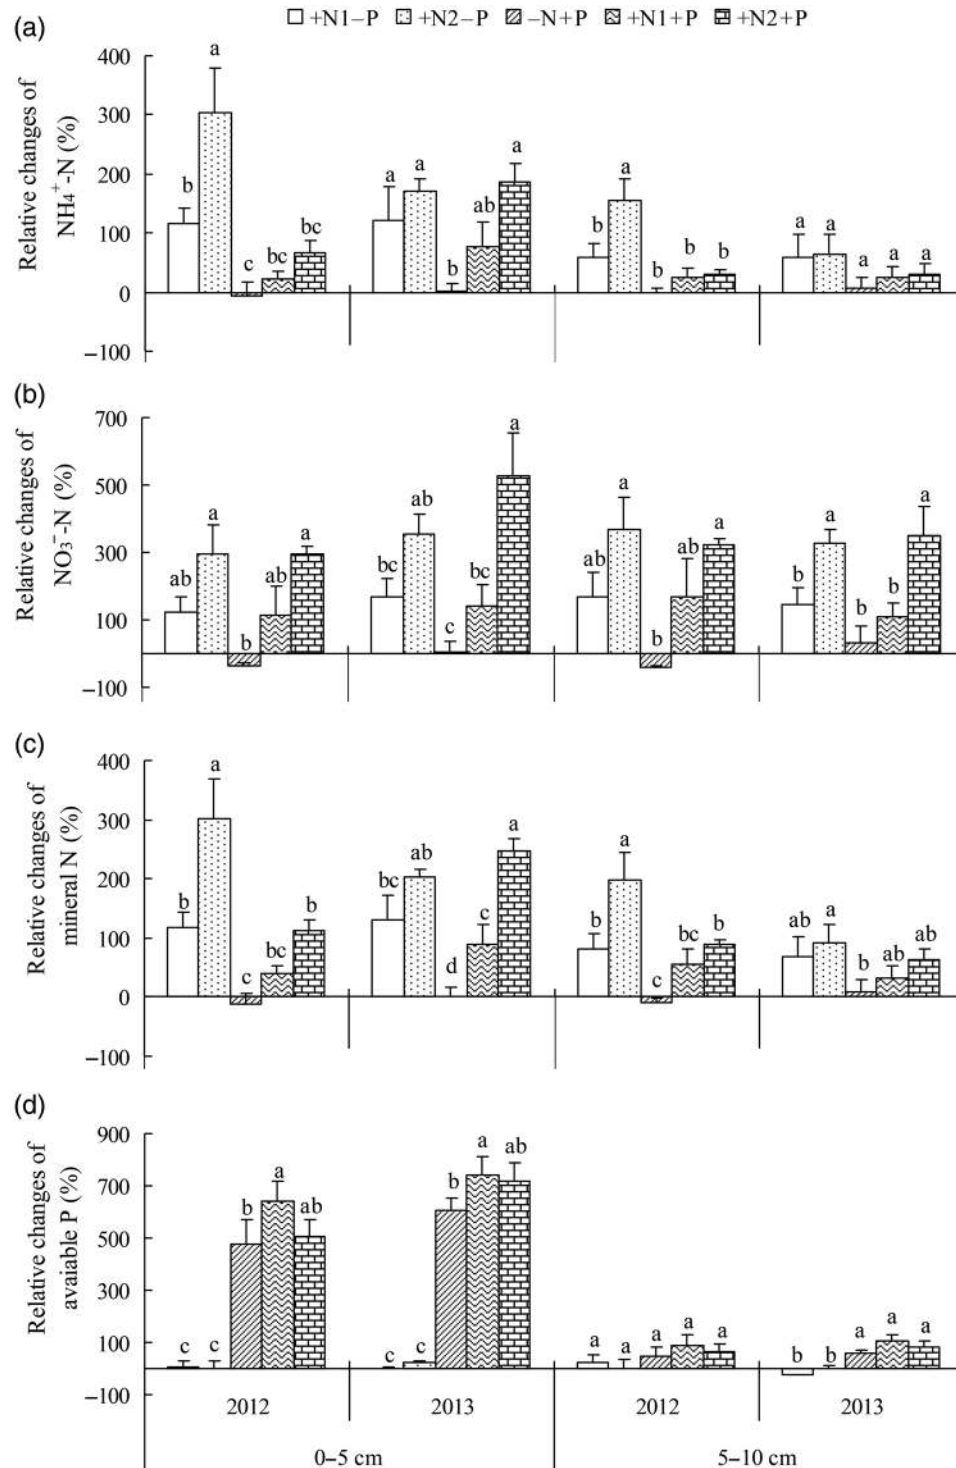 +N1–P +N2–P –N+P +N1+P +N2+P
(a)
Relative changes of
NH4+-N (%)
400
300
200
100
0
–100
b a c bc bc
a a b ab a
b a b b b
a a a a a
(b)
Relative changes of
NO3−-N (%)
700
500
300
100
–100
ab a b ab a
bc ab c bc a
ab a b ab a
b a b b a
(c)
Relative changes of
mineral N (%)
400
300
200
100
0
–100
b a c bc b
bc ab d c a
b a c bc b
ab a b ab ab
(d)
Relative changes of
avaiable P (%)
900
700
500
300
100
–100
c c b a ab
c c b a ab
a a a a a
b b a a a
2012 2013 2012 2013
0–5 cm 5–10 cm